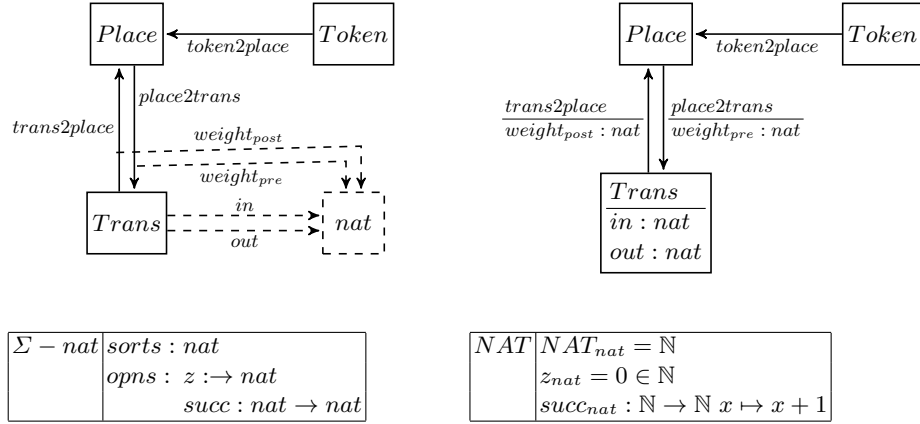 Place
Token
token2place
place2trans
trans2place
weight_post
weight_pre
Trans
in
out
nat
Place
Token
token2place
trans2place
weight_post : nat
place2trans
weight_pre : nat
Trans
in : nat
out : nat
Σ − nat sorts : nat
opns : z :→ nat
succ : nat → nat
NAT NAT_nat = ℕ
z_nat = 0 ∈ ℕ
succ_nat : ℕ → ℕ x ↦ x + 1